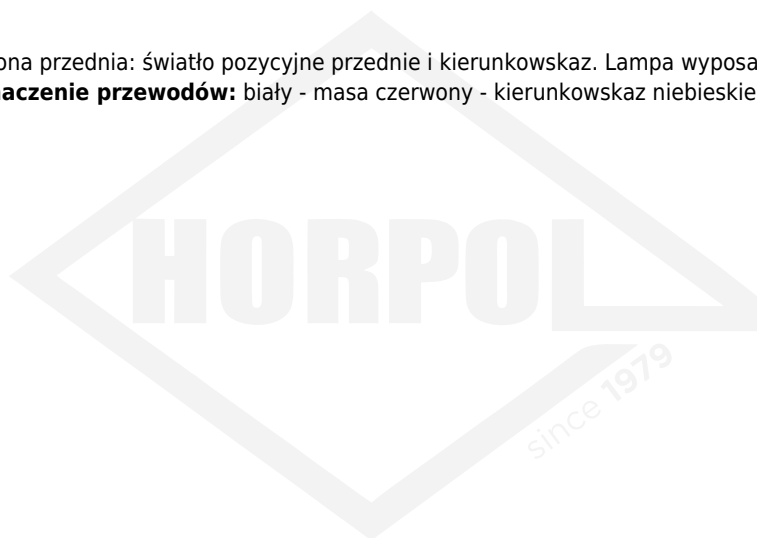 ona przednia: światło pozycyjne przednie i kierunkowskaz. Lampa wyposa
aczenie przewodów: biały - masa czerwony - kierunkowskaz niebieskie
HORPOL
since 1979